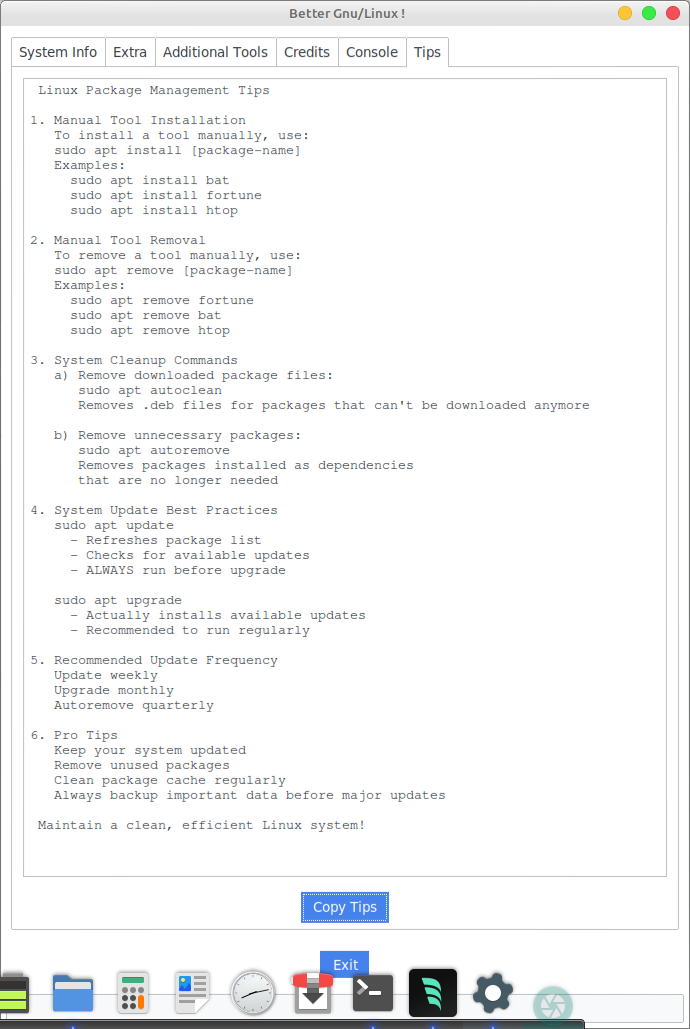 Better Gnu/Linux !
System Info
Extra
Additional Tools
Credits
Console
Tips
Linux Package Management Tips
1. Manual Tool Installation
To install a tool manually, use:
sudo apt install [package-name]
Examples:
sudo apt install bat
sudo apt install fortune
sudo apt install htop
2. Manual Tool Removal
To remove a tool manually, use:
sudo apt remove [package-name]
Examples:
sudo apt remove fortune
sudo apt remove bat
sudo apt remove htop
3. System Cleanup Commands
a) Remove downloaded package files:
sudo apt autoclean
Removes .deb files for packages that can't be downloaded anymore
b) Remove unnecessary packages:
sudo apt autoremove
Removes packages installed as dependencies
that are no longer needed
4. System Update Best Practices
sudo apt update
- Refreshes package list
- Checks for available updates
- ALWAYS run before upgrade
sudo apt upgrade
- Actually installs available updates
- Recommended to run regularly
5. Recommended Update Frequency
Update weekly
Upgrade monthly
Autoremove quarterly
6. Pro Tips
Keep your system updated
Remove unused packages
Clean package cache regularly
Always backup important data before major updates
Maintain a clean, efficient Linux system!
Copy Tips
Exit